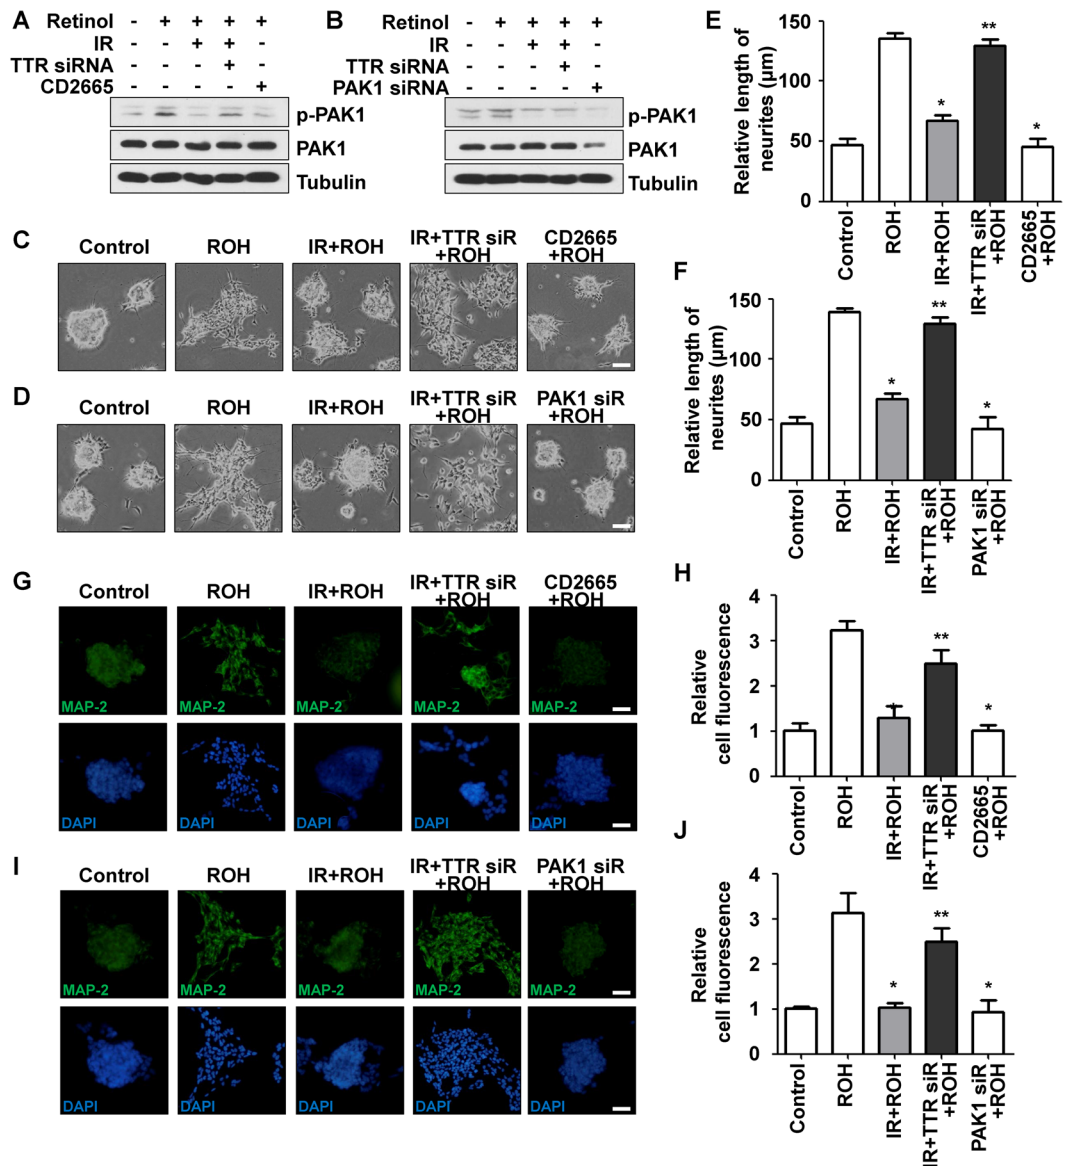 A
Retinol - + + + +
IR - - + + -
TTR siRNA - - - + -
CD2665 - - - - +
p-PAK1
PAK1
Tubulin
B
Retinol - + + + +
IR - - + + -
TTR siRNA - - - + -
PAK1 siRNA - - - - +
p-PAK1
PAK1
Tubulin
C
Control
ROH
IR+ROH
IR+TTR siR
+ROH
CD2665
+ROH
D
Control
ROH
IR+ROH
IR+TTR siR
+ROH
PAK1 siR
+ROH
E
Relative length of
neurites (µm)
150
100
50
0
*
**
*
Control
ROH
IR+ROH
IR+TTR siR
+ROH
CD2665
+ROH
F
Relative length of
neurites (µm)
150
100
50
0
*
**
*
Control
ROH
IR+ROH
IR+TTR siR
+ROH
PAK1 siR
+ROH
G
Control
ROH
IR+ROH
IR+TTR siR
+ROH
CD2665
+ROH
MAP-2
MAP-2
MAP-2
MAP-2
MAP-2
DAPI
DAPI
DAPI
DAPI
DAPI
H
Relative
cell fluorescence
4
3
2
1
0
*
**
*
Control
ROH
IR+ROH
IR+TTR siR
+ROH
CD2665
+ROH
I
Control
ROH
IR+ROH
IR+TTR siR
+ROH
PAK1 siR
+ROH
MAP-2
MAP-2
MAP-2
MAP-2
MAP-2
DAPI
DAPI
DAPI
DAPI
DAPI
J
Relative
cell fluorescence
4
3
2
1
0
*
**
*
Control
ROH
IR+ROH
IR+TTR siR
+ROH
PAK1 siR
+ROH